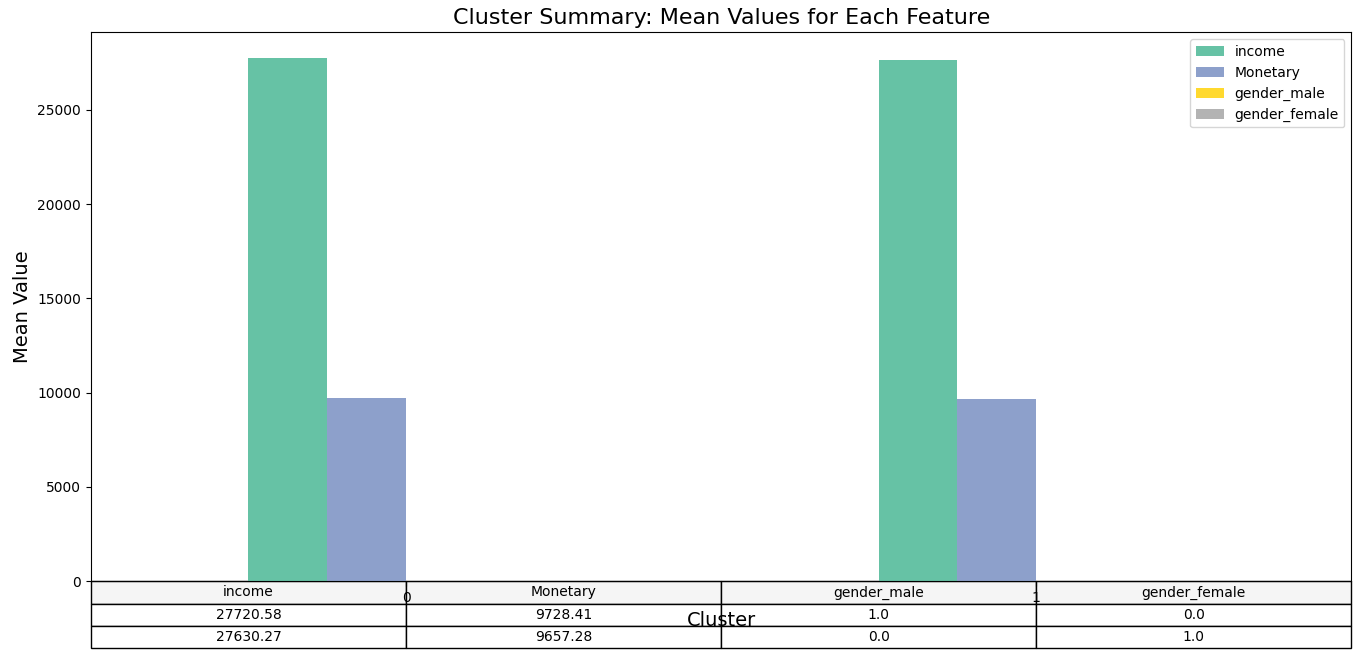 Cluster Summary: Mean Values for Each Feature
income
Monetary
gender_male
gender_female
Mean Value
25000
20000
15000
10000
5000
0
income Monetary gender_male gender_female
0 1
27720.58 9728.41 1.0 0.0
Cluster
27630.27 9657.28 0.0 1.0